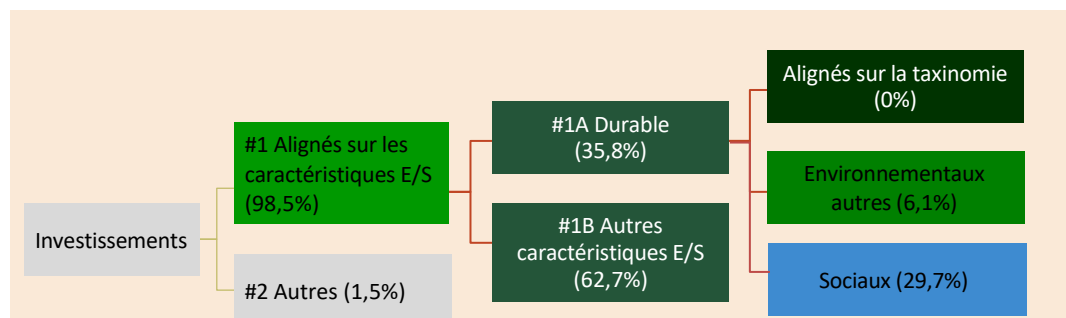 Investissements
#1 Alignés sur les
caractéristiques E/S
(98,5%)
#2 Autres (1,5%)
#1A Durable
(35,8%)
#1B Autres
caractéristiques E/S
(62,7%)
Alignés sur la taxinomie
(0%)
Environnementaux
autres (6,1%)
Sociaux (29,7%)